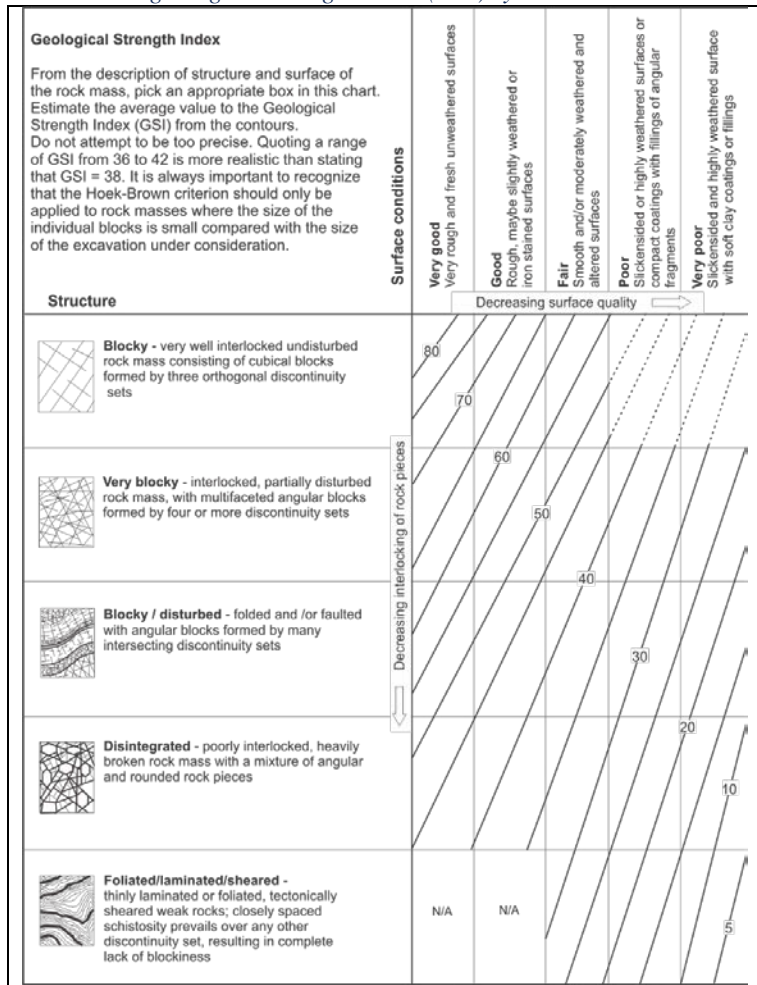 Geological Strength Index
From the description of structure and surface of
the rock mass, pick an appropriate box in this chart.
Estimate the average value to the Geological
Strength Index (GSI) from the contours.
Do not attempt to be too precise. Quoting a range
of GSI from 36 to 42 is more realistic than stating
that GSI = 38. It is always important to recognize
that the Hoek-Brown criterion should only be
applied to rock masses where the size of the
individual blocks is small compared with the size
of the excavation under consideration.
Structure
Surface conditions
Very good
Very rough and fresh unweathered surfaces
Good
Rough, maybe slightly weathered or
iron stained surfaces
Fair
Smooth and/or moderately weathered and
altered surfaces
Poor
Slickensided or highly weathered surfaces or
compact coatings with fillings of angular
fragments
Very poor
Slickensided and highly weathered surface
with soft clay coatings or fillings
Decreasing surface quality
Decreasing interlocking of rock pieces
Blocky - very well interlocked undisturbed
rock mass consisting of cubical blocks
formed by three orthogonal discontinuity
sets
80
70
Very blocky - interlocked, partially disturbed
rock mass, with multifaceted angular blocks
formed by four or more discontinuity sets
60
50
40
Blocky / disturbed - folded and /or faulted
with angular blocks formed by many
intersecting discontinuity sets
30
Disintegrated - poorly interlocked, heavily
broken rock mass with a mixture of angular
and rounded rock pieces
20
10
Foliated/laminated/sheared -
thinly laminated or foliated, tectonically
sheared weak rocks; closely spaced
schistosity prevails over any other
discontinuity set, resulting in complete
lack of blockiness
N/A
N/A
5